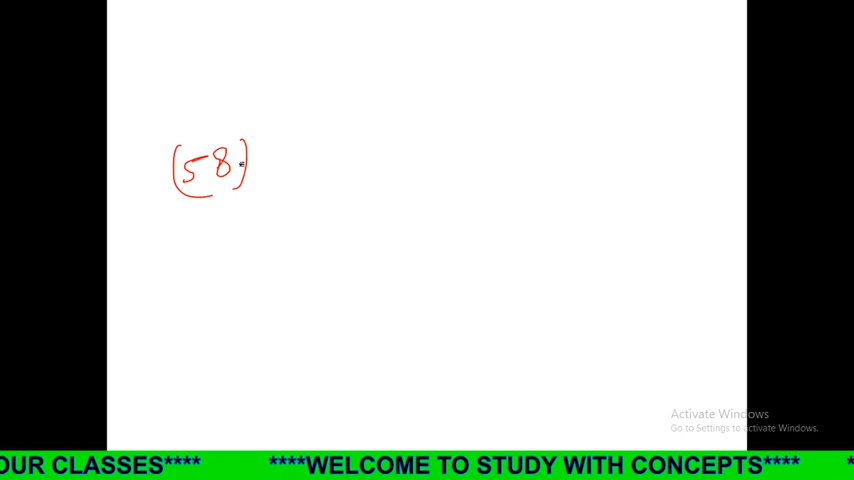 (58)
Activate Windows
Go to Settings to activate Windows.
OUR CLASSES**** ****WELCOME TO STUDY WITH CONCEPTS**** *